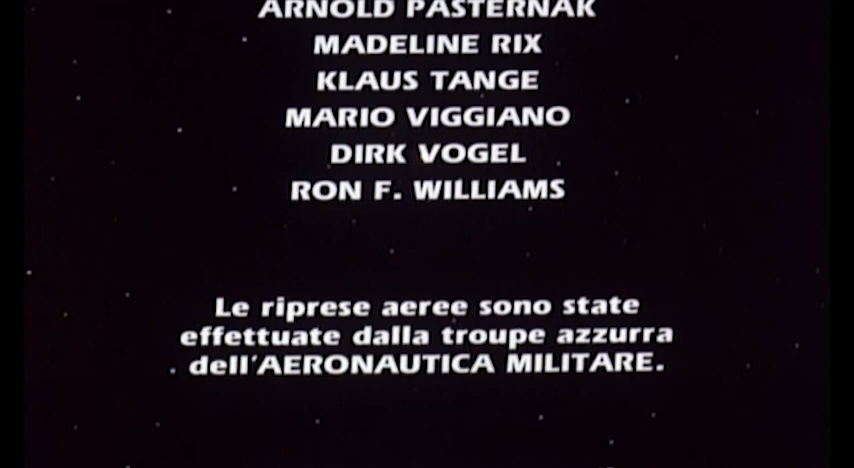 ARNOLD PASTERNAK
MADELINE RIX
KLAUS TANGE
MARIO VIGGIANO
DIRK VOGEL
RON F. WILLIAMS
Le riprese aeree sono state
effettuate dalla troupe azzurra
dell'AERONAUTICA MILITARE.